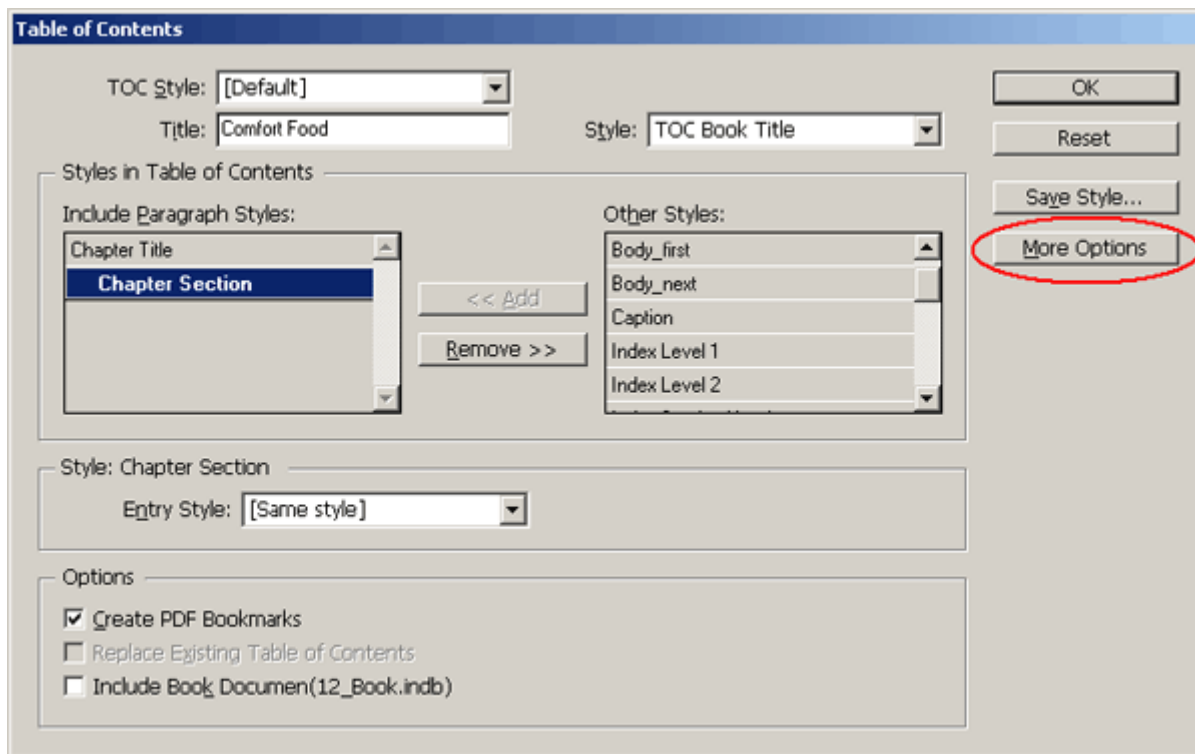 Table of Contents
TOC Style: [Default]
OK
Title: Comfort Food Style: TOC Book Title
Reset
Styles in Table of Contents
Save Style...
Include Paragraph Styles: Other Styles:
More Options
Chapter Title
Chapter Section
<< Add
Remove >>
Body_first
Body_next
Caption
Index Level 1
Index Level 2
Style: Chapter Section
Entry Style: [Same style]
Options
Create PDF Bookmarks
Replace Existing Table of Contents
Include Book Documen(12_Book.indb)